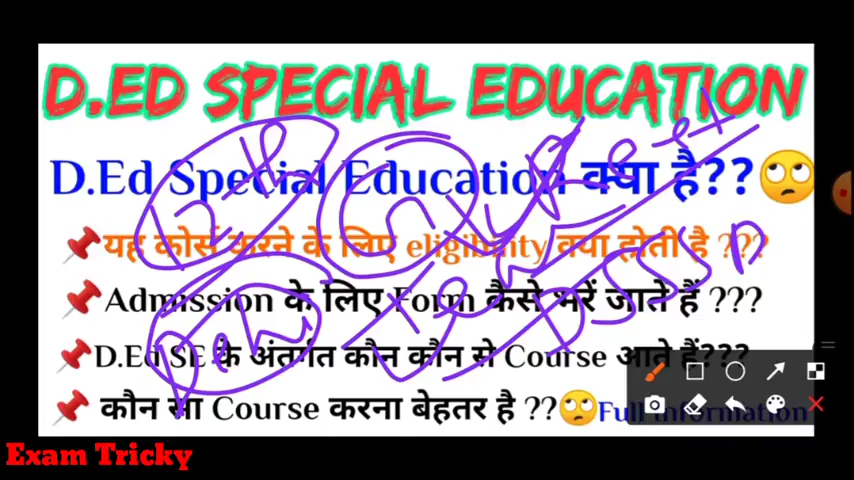 D.ED SPECIAL EDUCATION
D.Ed Special Education क्या है??
यह कोर्स करने के लिए eligibility क्या होती है ???
Admission के लिए Form कैसे भरें जाते हैं ???
D.Ed SE के अंतर्गत कौन कौन से Course आते हैं???
कौन सा Course करना बेहतर है ?? Full information
Exam Tricky